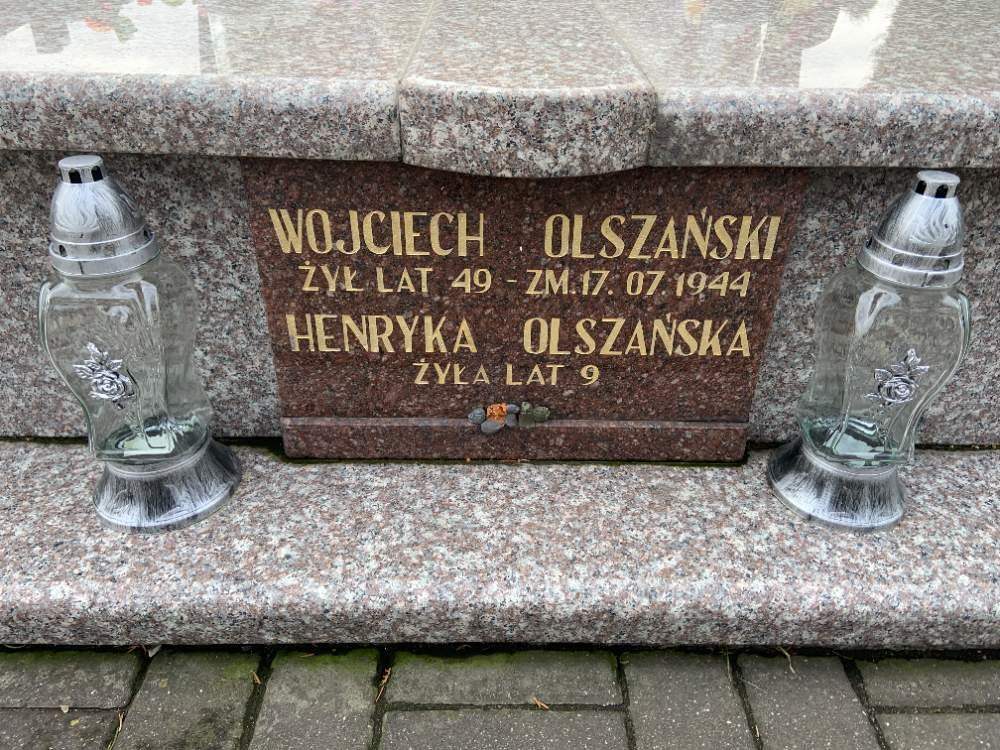 WOJCIECH OLSZAŃSKI
ŻYŁ LAT 49 - ZM. 17. 07. 1944
HENRYKA OLSZAŃSKA
ŻYŁA LAT 9